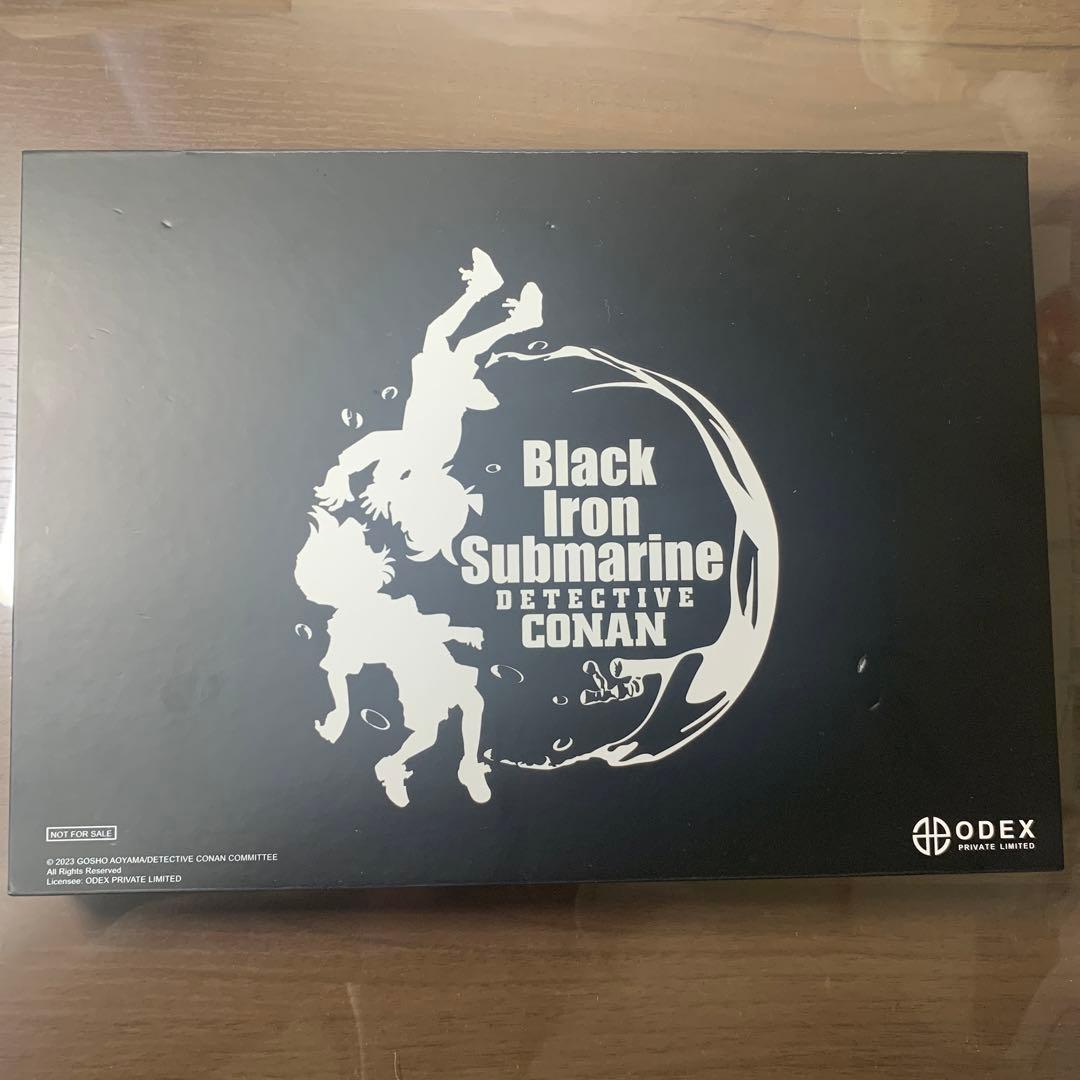 Black
Iron
Submarine
DETECTIVE
CONAN
NOT FOR SALE
© 2023 GOSHO AOYAMA/DETECTIVE CONAN COMMITTEE
All Rights Reserved
Licensee: ODEX PRIVATE LIMITED
ODEX
PRIVATE LIMITED